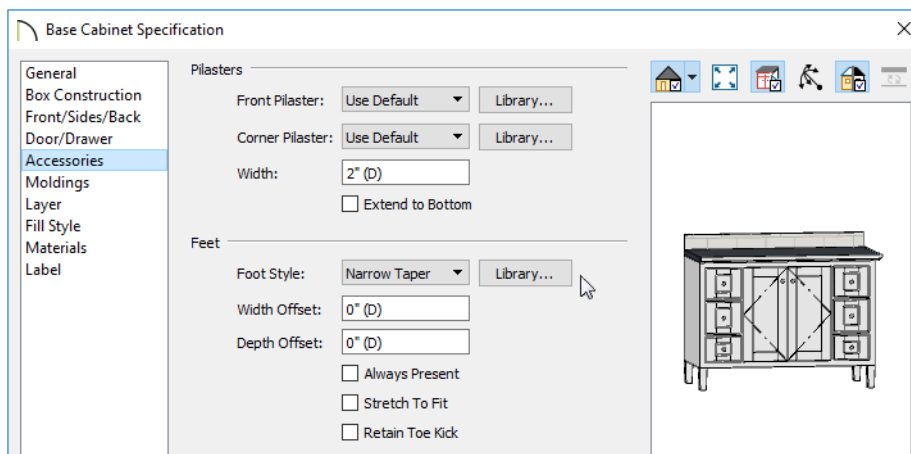 Base Cabinet Specification
General
Box Construction
Front/Sides/Back
Door/Drawer
Accessories
Moldings
Layer
Fill Style
Materials
Label
Pilasters
Front Pilaster: Use Default Library...
Corner Pilaster: Use Default Library...
Width: 2" (D)
Extend to Bottom
Feet
Foot Style: Narrow Taper Library...
Width Offset: 0" (D)
Depth Offset: 0" (D)
Always Present
Stretch To Fit
Retain Toe Kick